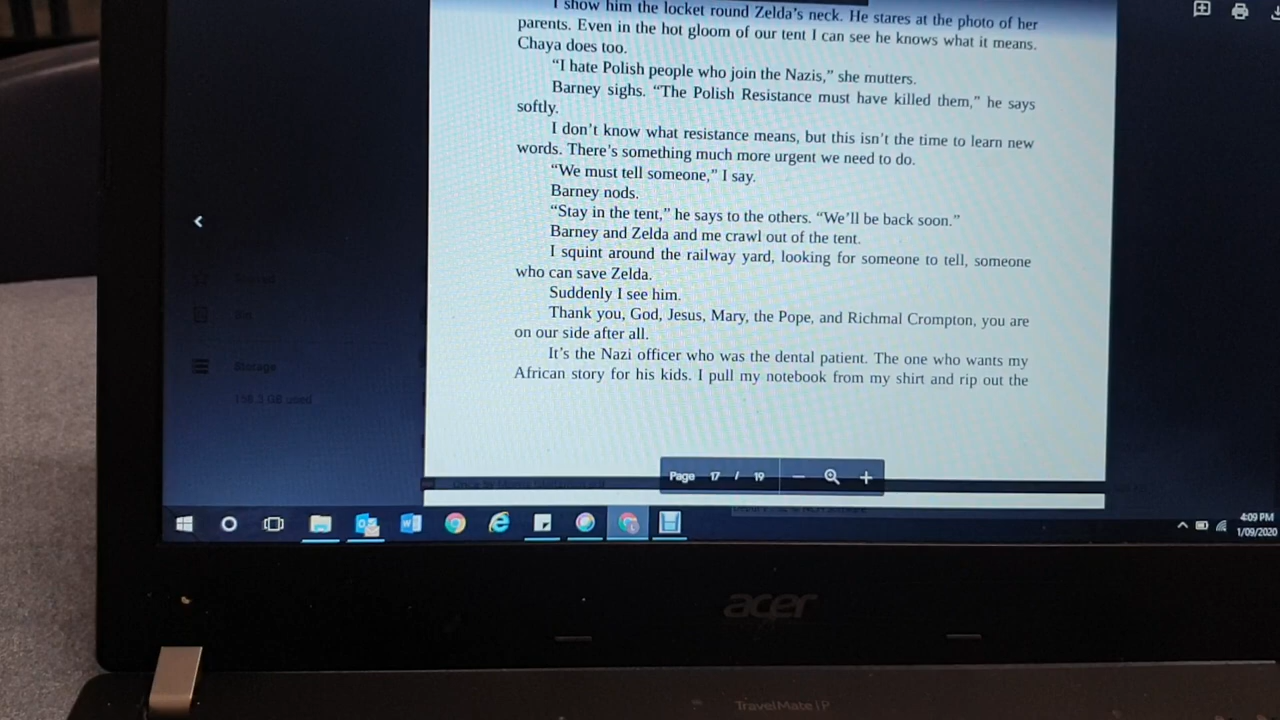 I show him the locket round Zelda's neck. He stares at the photo of her
parents. Even in the hot gloom of our tent I can see he knows what it means.
Chaya does too.
“I hate Polish people who join the Nazis,” she mutters.
Barney sighs. “The Polish Resistance must have killed them,” he says
softly.
I don't know what resistance means, but this isn't the time to learn new
words. There's something much more urgent we need to do.
“We must tell someone,” I say.
Barney nods.
“Stay in the tent,” he says to the others. “We'll be back soon.”
Barney and Zelda and me crawl out of the tent.
I squint around the railway yard, looking for someone to tell, someone
who can save Zelda.
Suddenly I see him.
Thank you, God, Jesus, Mary, the Pope, and Richmal Crompton, you are
on our side after all.
It's the Nazi officer who was the dental patient. The one who wants my
African story for his kids. I pull my notebook from my shirt and rip out the
Storage
Bin
Page 17 / 19
4:09 PM
1/09/2020
acer
TravelMate P